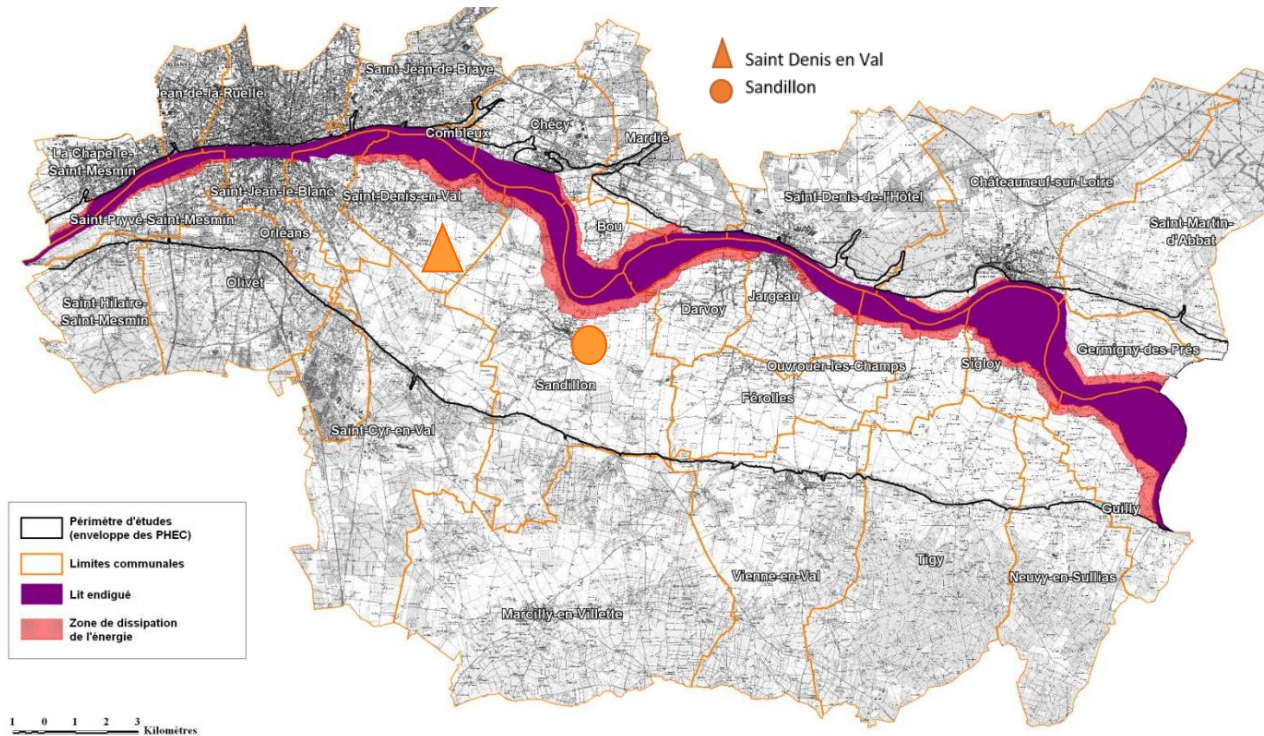 Saint Denis en Val
Sandillon
Saint-Jean-de-Braye
ean-de-la-Ruelle
Combleux
Chécy
Mardié
La Chapelle-
Saint-Mesmin
Saint-Jean-le-Blanc
Saint-Denis-en-Val
Saint-Denis-de-l'Hôtel
Châteauneuf-sur-Loire
Saint-Martin-
d'Abbat
Saint-Pryvé-Saint-Mesmin
Orléans
Bou
Olivet
Saint-Hilaire-
Saint-Mesmin
Darvoy
Jargeau
Germigny-des-Prés
Sandillon
Ouvrouer-les-Champs
Sigloy
Férolles
Saint-Cyr-en-Val
Guilly
Tigy
Vienne-en-Val
Neuvy-en-Sullias
Marcilly-en-Villette
Périmètre d'études
(enveloppe des PHEC)
Limites communales
Lit endigué
Zone de dissipation
de l'énergie
1 0 1 2 3
Kilomètres